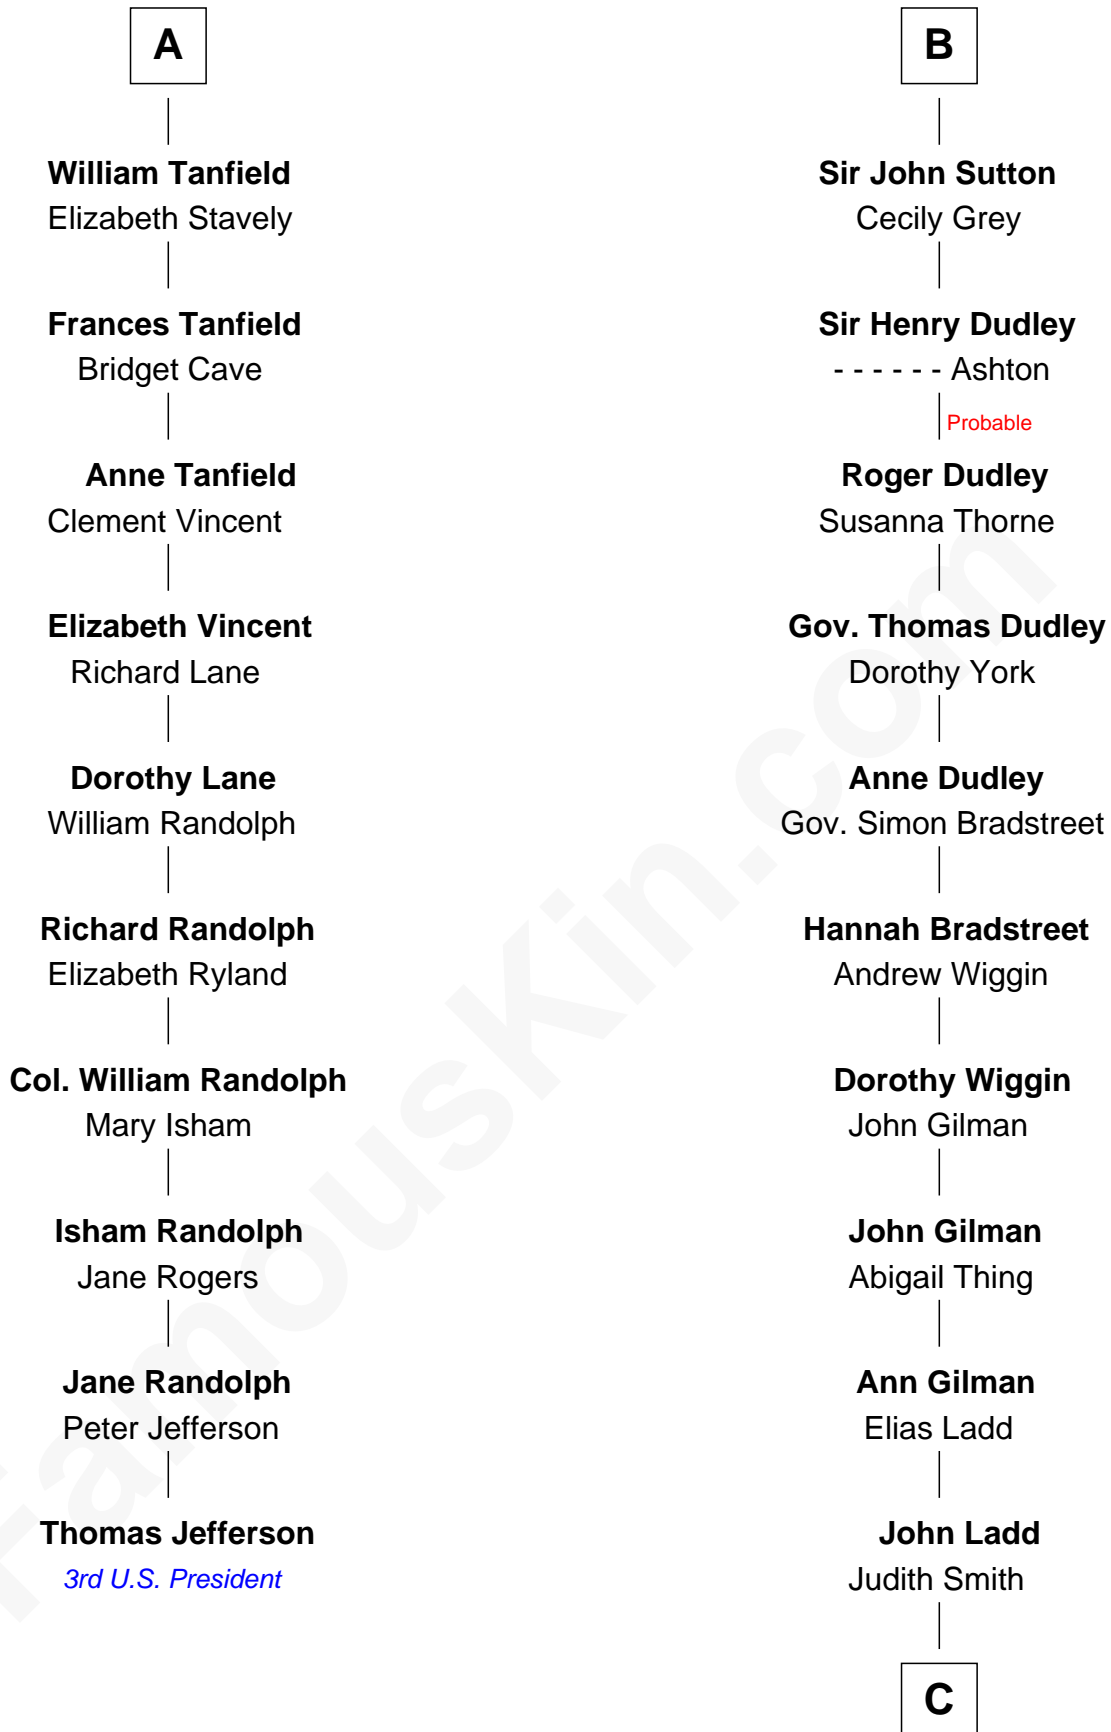 A
William Tanfield
Elizabeth Stavely
Frances Tanfield
Bridget Cave
Anne Tanfield
Clement Vincent
Elizabeth Vincent
Richard Lane
Dorothy Lane
William Randolph
Richard Randolph
Elizabeth Ryland
Col. William Randolph
Mary Isham
Isham Randolph
Jane Rogers
Jane Randolph
Peter Jefferson
Thomas Jefferson
3rd U.S. President
B
Sir John Sutton
Cecily Grey
Sir Henry Dudley
- - - - - - Ashton
Probable
Roger Dudley
Susanna Thorne
Gov. Thomas Dudley
Dorothy York
Anne Dudley
Gov. Simon Bradstreet
Hannah Bradstreet
Andrew Wiggin
Dorothy Wiggin
John Gilman
John Gilman
Abigail Thing
Ann Gilman
Elias Ladd
John Ladd
Judith Smith
C
FamousKin.com